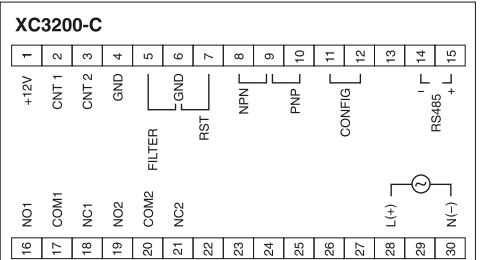 XC3200-C
1 2 3 4 5 6 7 8 9 10 11 12 13 14 15
+12V CNT 1 CNT 2 GND GND − +
FILTER RST NPN PNP CONFIG RS485
NO1 COM1 NC1 NO2 COM2 NC2 L(+) N(−)
16 17 18 19 20 21 22 23 24 25 26 27 28 29 30